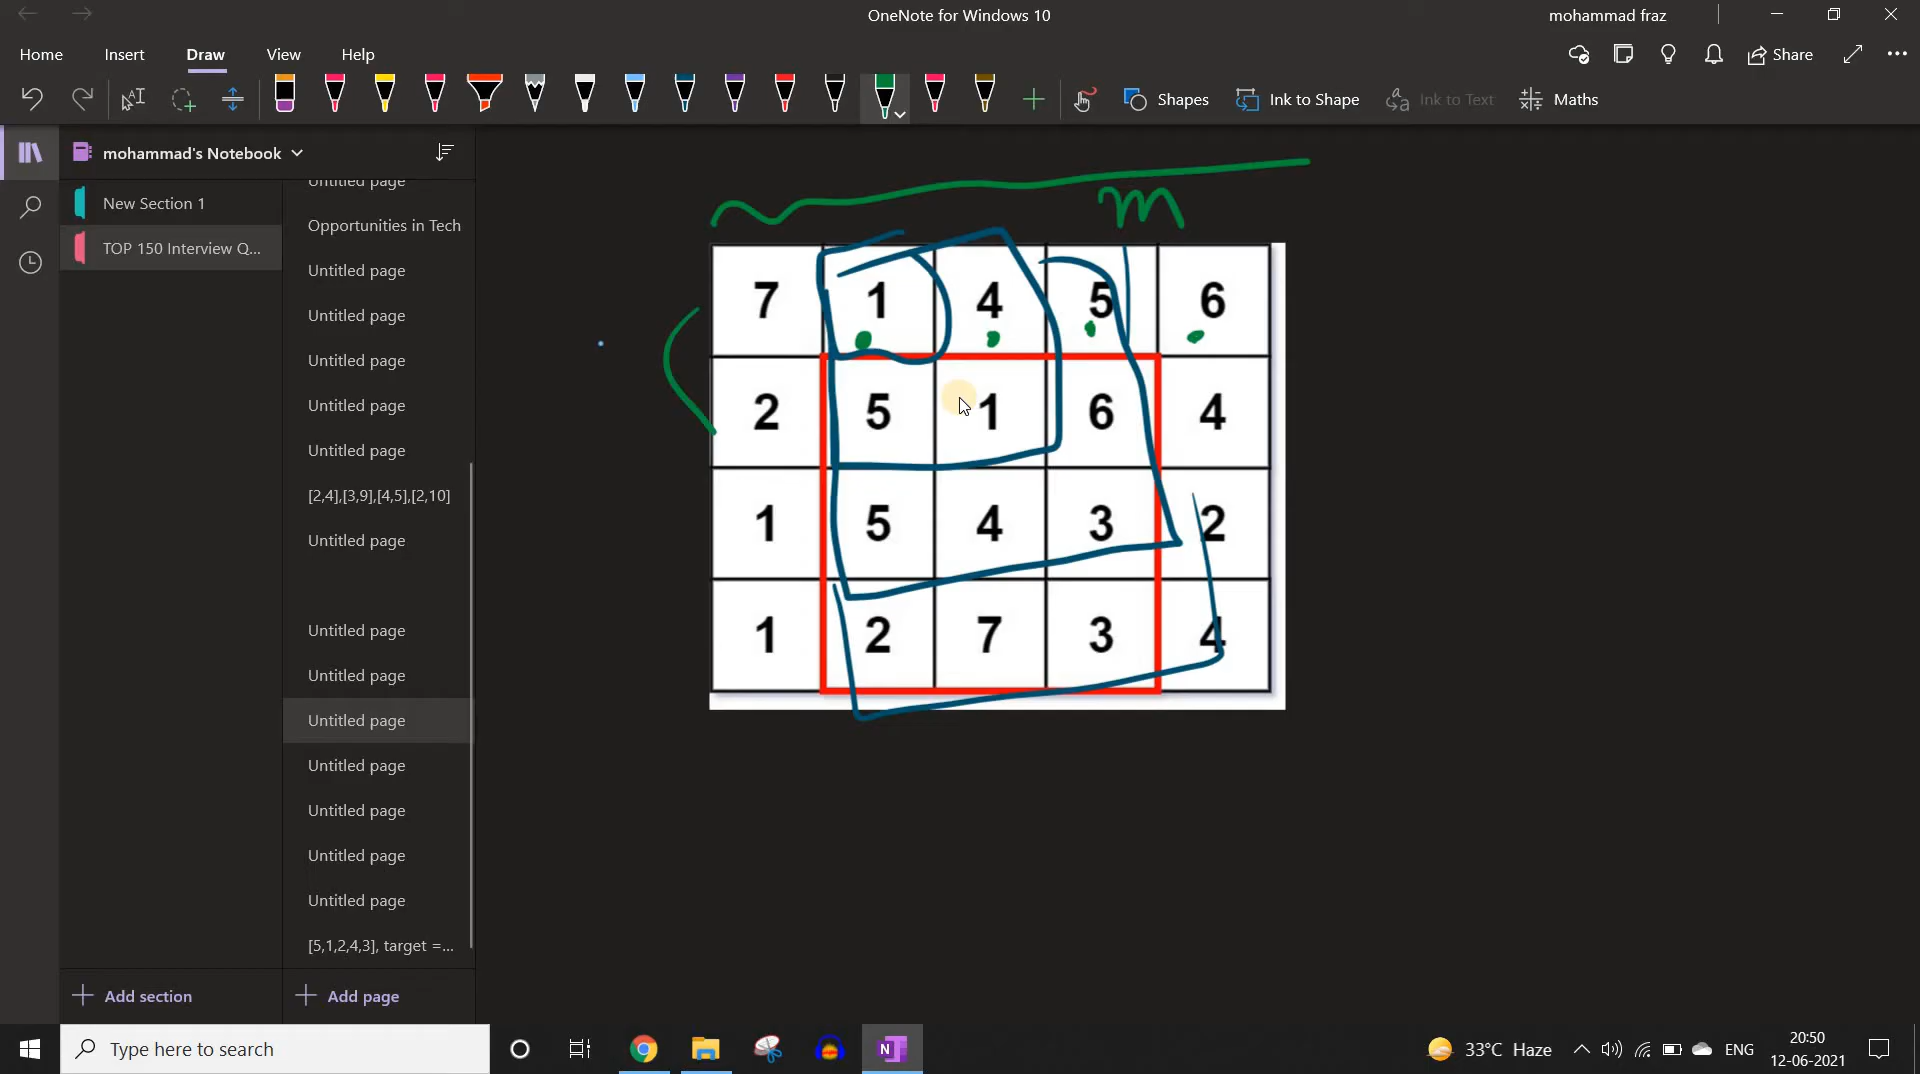 OneNote for Windows 10
mohammad fraz
Home Insert Draw View Help
Share
Shapes Ink to Shape Ink to Text Maths
mohammad's Notebook
New Section 1
TOP 150 Interview Q...
Untitled page
Opportunities in Tech
Untitled page
Untitled page
Untitled page
Untitled page
Untitled page
[2,4],[3,9],[4,5],[2,10]
Untitled page
Untitled page
Untitled page
Untitled page
Untitled page
Untitled page
Untitled page
Untitled page
[5,1,2,4,3], target =...
Add section
Add page
m
7 1 4 5 6
2 5 1 6 4
1 5 4 3 2
1 2 7 3 4
Type here to search
33°C Haze
ENG
20:50
12-06-2021